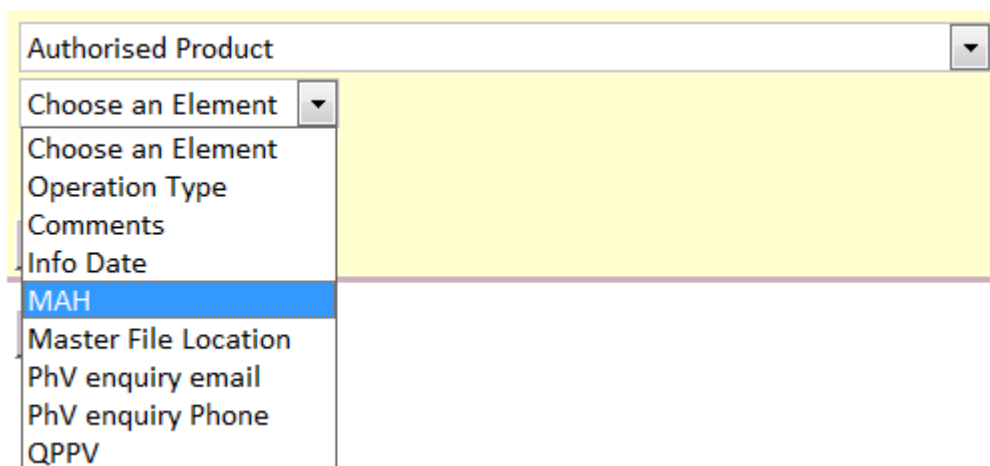 Authorised Product
Choose an Element
Choose an Element
Operation Type
Comments
Info Date
MAH
Master File Location
PhV enquiry email
PhV enquiry Phone
QPPV